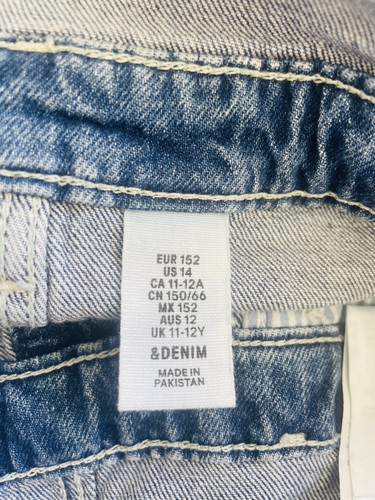 EUR 152
US 14
CA 11-12A
CN 150/66
MX 152
AUS 12
UK 11-12Y
&DENIM
MADE IN
PAKISTAN